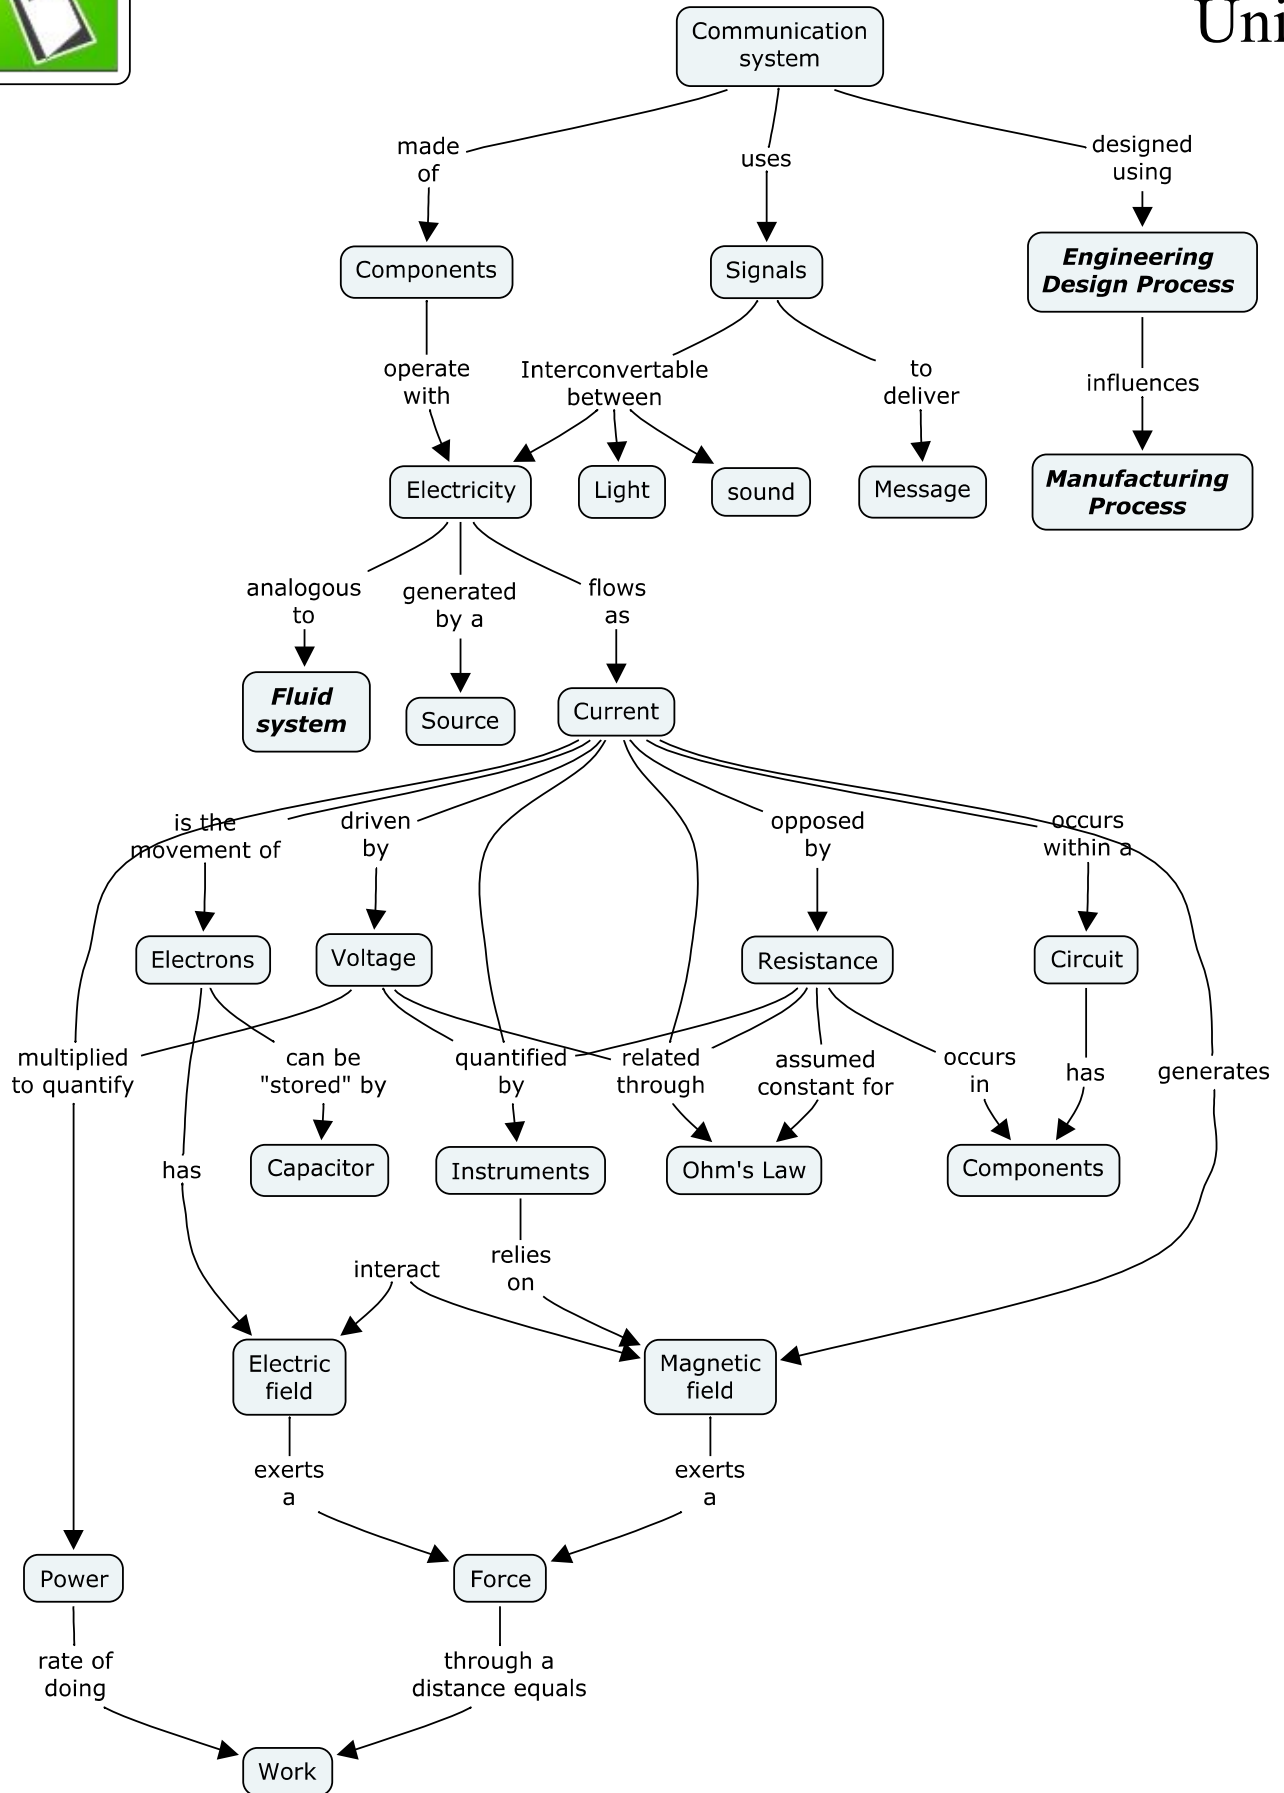 Uni
Communication
system
made
of
uses
designed
using
Components
Signals
Engineering
Design Process
operate
with
Interconvertable
between
to
deliver
influences
Electricity
Light
sound
Message
Manufacturing
Process
analogous
to
generated
by a
flows
as
Fluid
system
Source
Current
is the
movement of
driven
by
opposed
by
occurs
within a
Electrons
Voltage
Resistance
Circuit
multiplied
to quantify
can be
"stored" by
quantified
by
related
through
assumed
constant for
occurs
in
has
generates
has
Capacitor
Instruments
Ohm's Law
Components
interact
relies
on
Electric
field
Magnetic
field
exerts
a
exerts
a
Power
Force
rate of
doing
through a
distance equals
Work